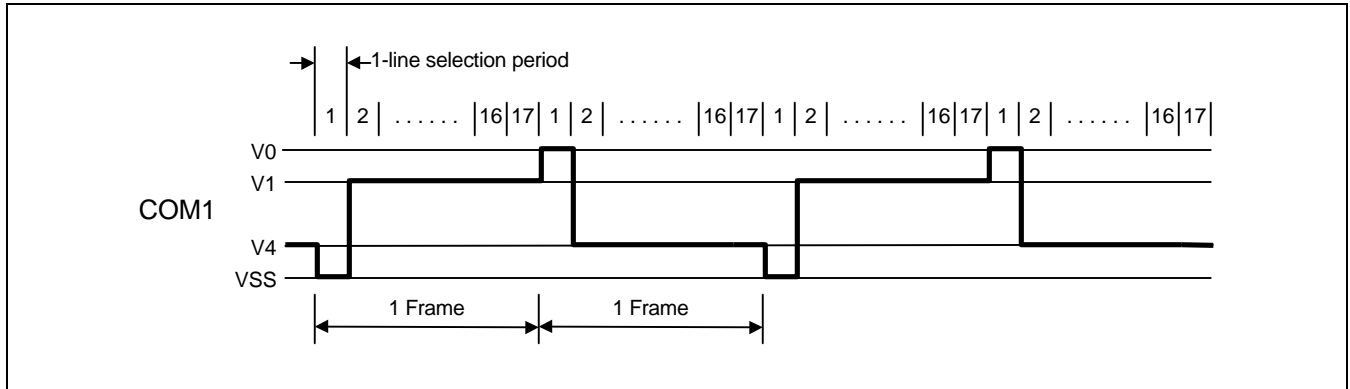 1-line selection period
1 2 ...... 16 17 1 2 ...... 16 17 1 2 ...... 16 17 1 2 ...... 16 17
V0
V1
COM1
V4
VSS
1 Frame 1 Frame